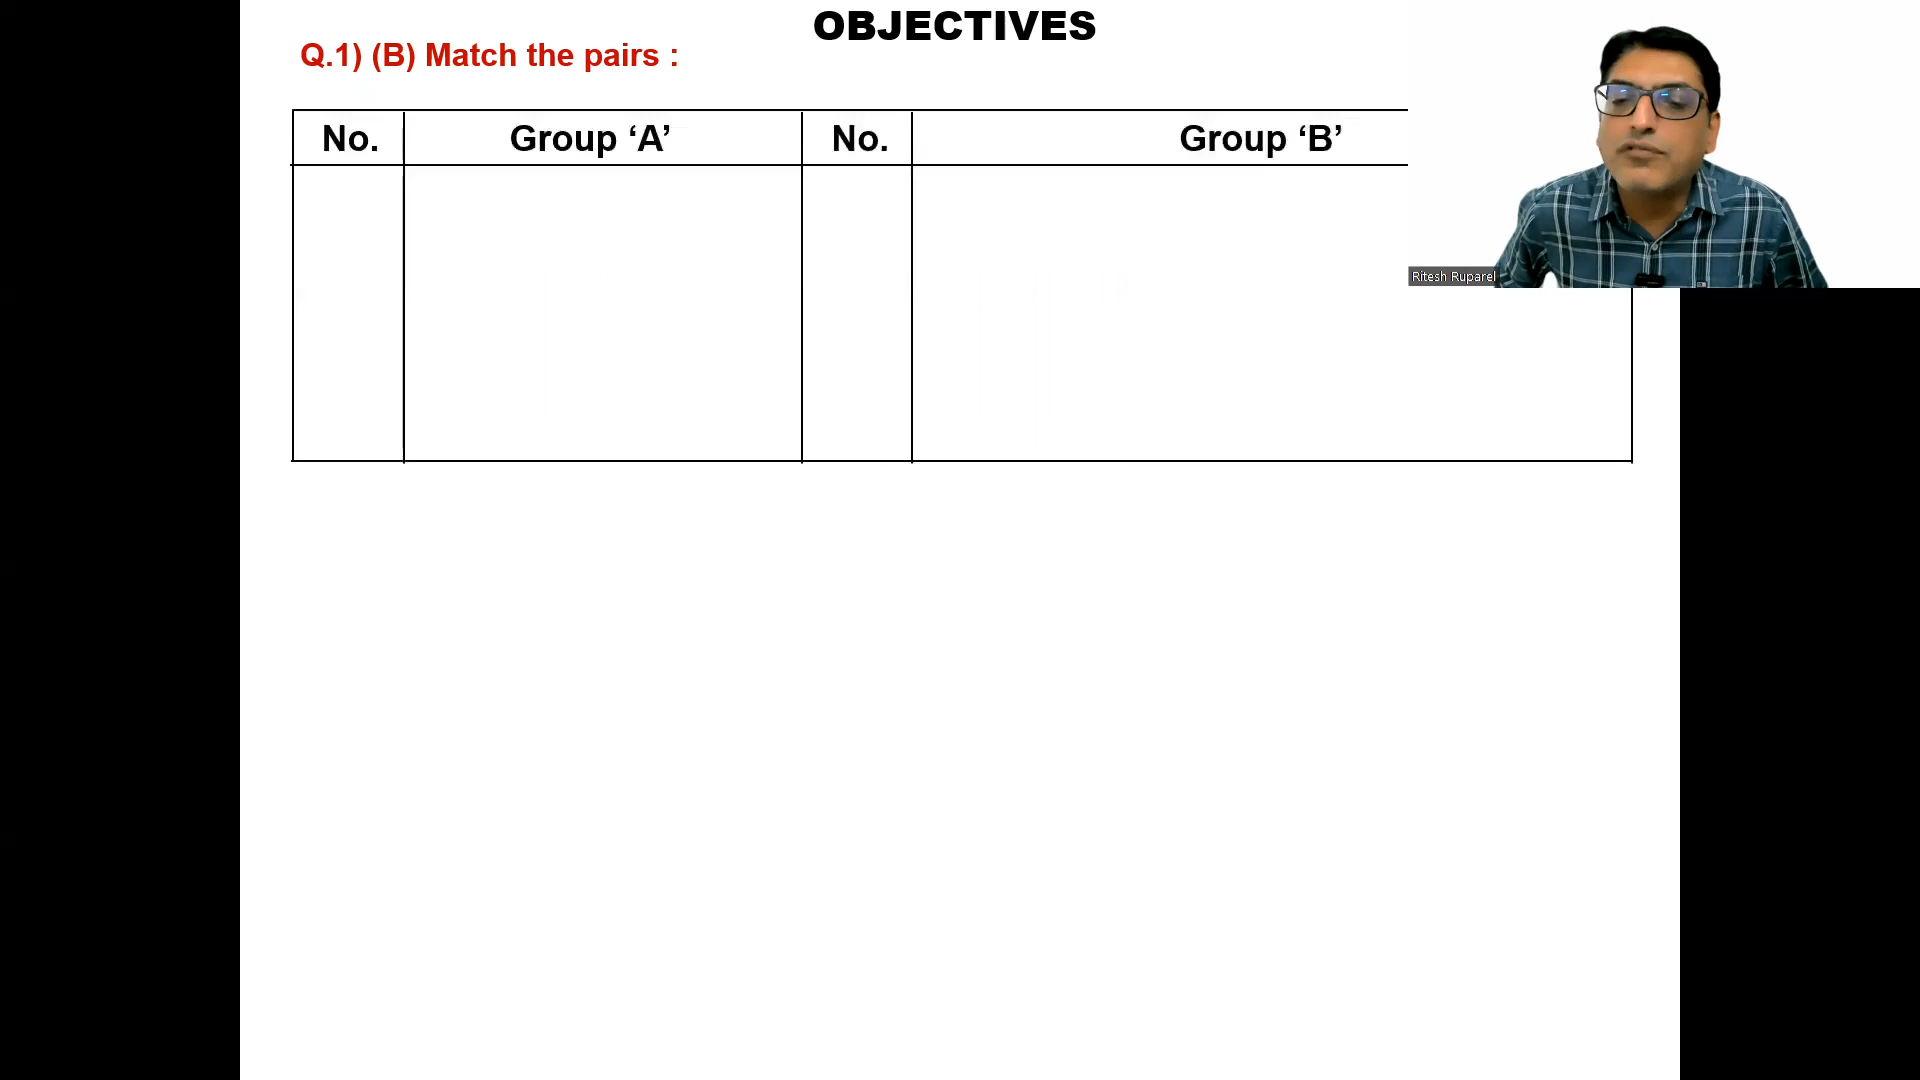 OBJECTIVES
Q.1) (B) Match the pairs :
No. Group ‘A’ No. Group ‘B’
Ritesh Ruparel